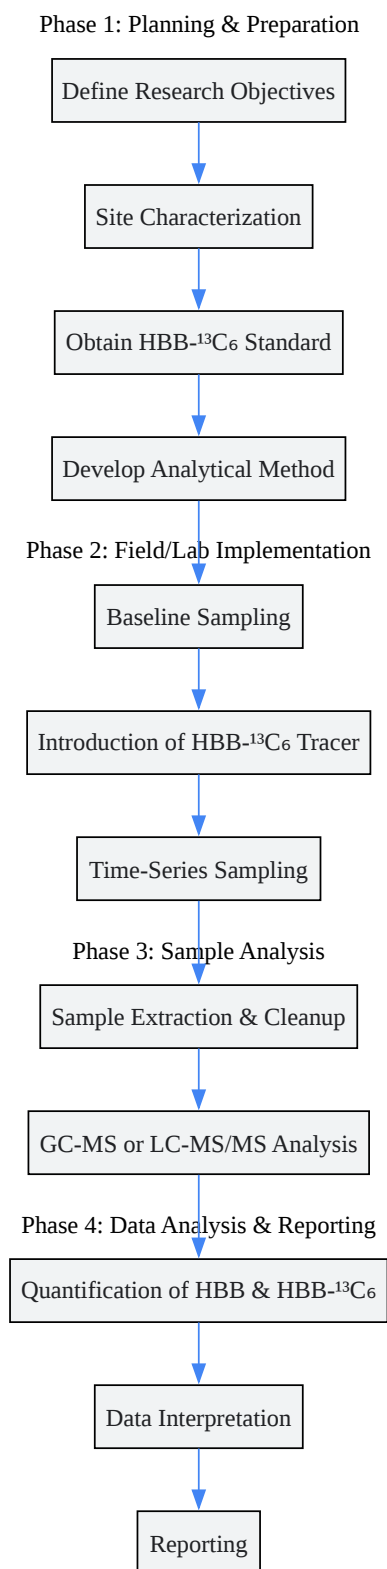 Phase 1: Planning & Preparation
Define Research Objectives
Site Characterization
Obtain HBB-¹³C₆ Standard
Develop Analytical Method
Phase 2: Field/Lab Implementation
Baseline Sampling
Introduction of HBB-¹³C₆ Tracer
Time-Series Sampling
Phase 3: Sample Analysis
Sample Extraction & Cleanup
GC-MS or LC-MS/MS Analysis
Phase 4: Data Analysis & Reporting
Quantification of HBB & HBB-¹³C₆
Data Interpretation
Reporting